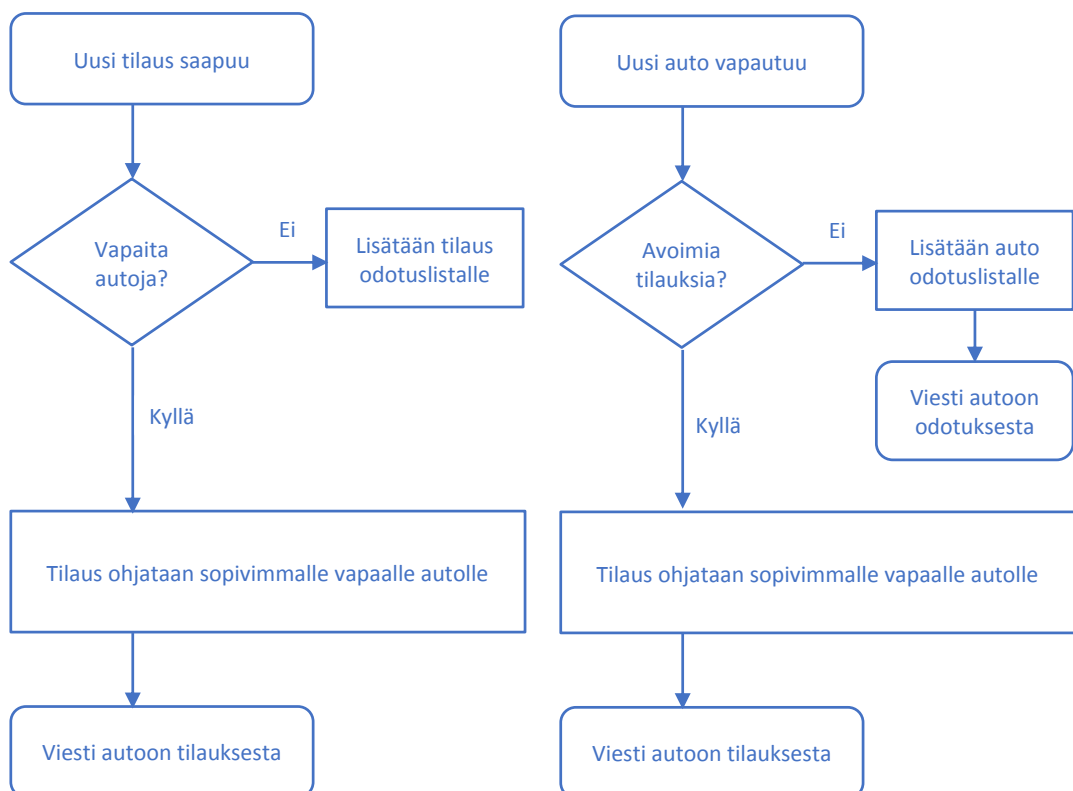 Uusi tilaus saapuu
Vapaita
autoja?
Ei
Lisätään tilaus
odotuslistalle
Kyllä
Tilaus ohjataan sopivimmalle vapaalle autolle
Viesti autoon tilauksesta
Uusi auto vapautuu
Avoimia
tilauksia?
Ei
Lisätään auto
odotuslistalle
Viesti autoon
odotuksesta
Kyllä
Tilaus ohjataan sopivimmalle vapaalle autolle
Viesti autoon tilauksesta